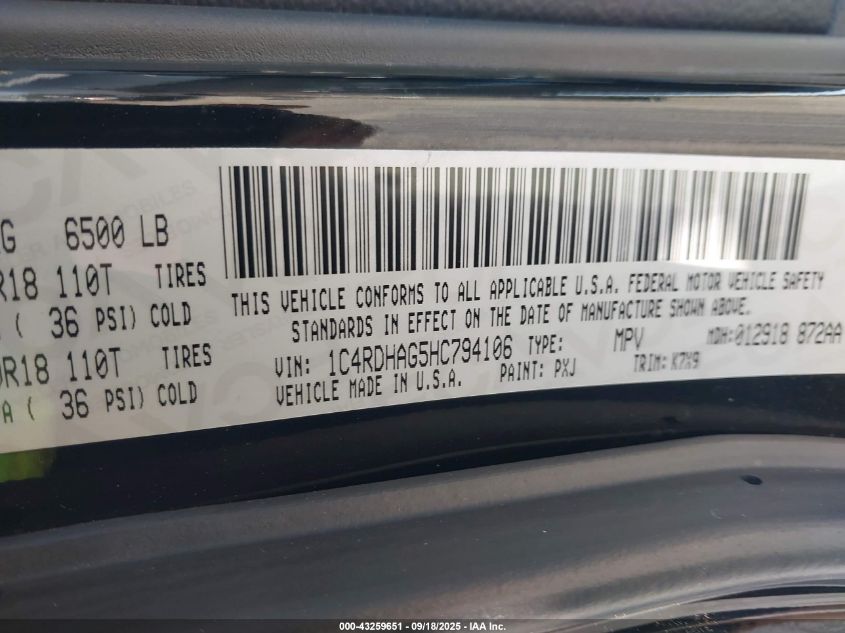 G 6500 LB
R18 110T TIRES
( 36 PSI) COLD
R18 110T
A ( 36 PSI) COLD
THIS VEHICLE CONFORMS TO ALL APPLICABLE U.S.A. FEDERAL MOTOR VEHICLE SAFETY
STANDARDS IN EFFECT ON THE DATE OF MANUFACTURE SHOWN ABOVE.
VIN: 1C4RDHAG5HC794106 TYPE: MPV MDH:012918 872AA
VEHICLE MADE IN U.S.A. PAINT: PXJ TRIM: K7X9
000-43259651 - 09/18/2025 - IAA Inc.